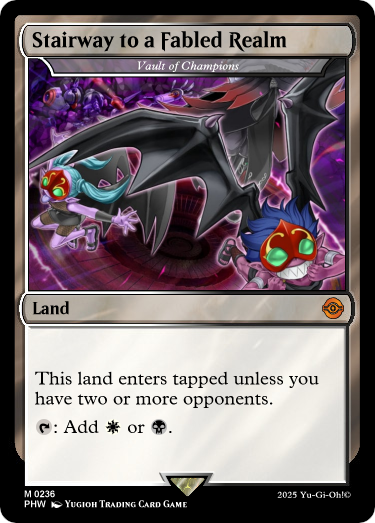 Stairway to a Fabled Realm
Vault of Champions
Land
This land enters tapped unless you
have two or more opponents.
: Add or .
M 0236
PHW Yugioh Trading Card Game
2025 Yu-Gi-Oh!©